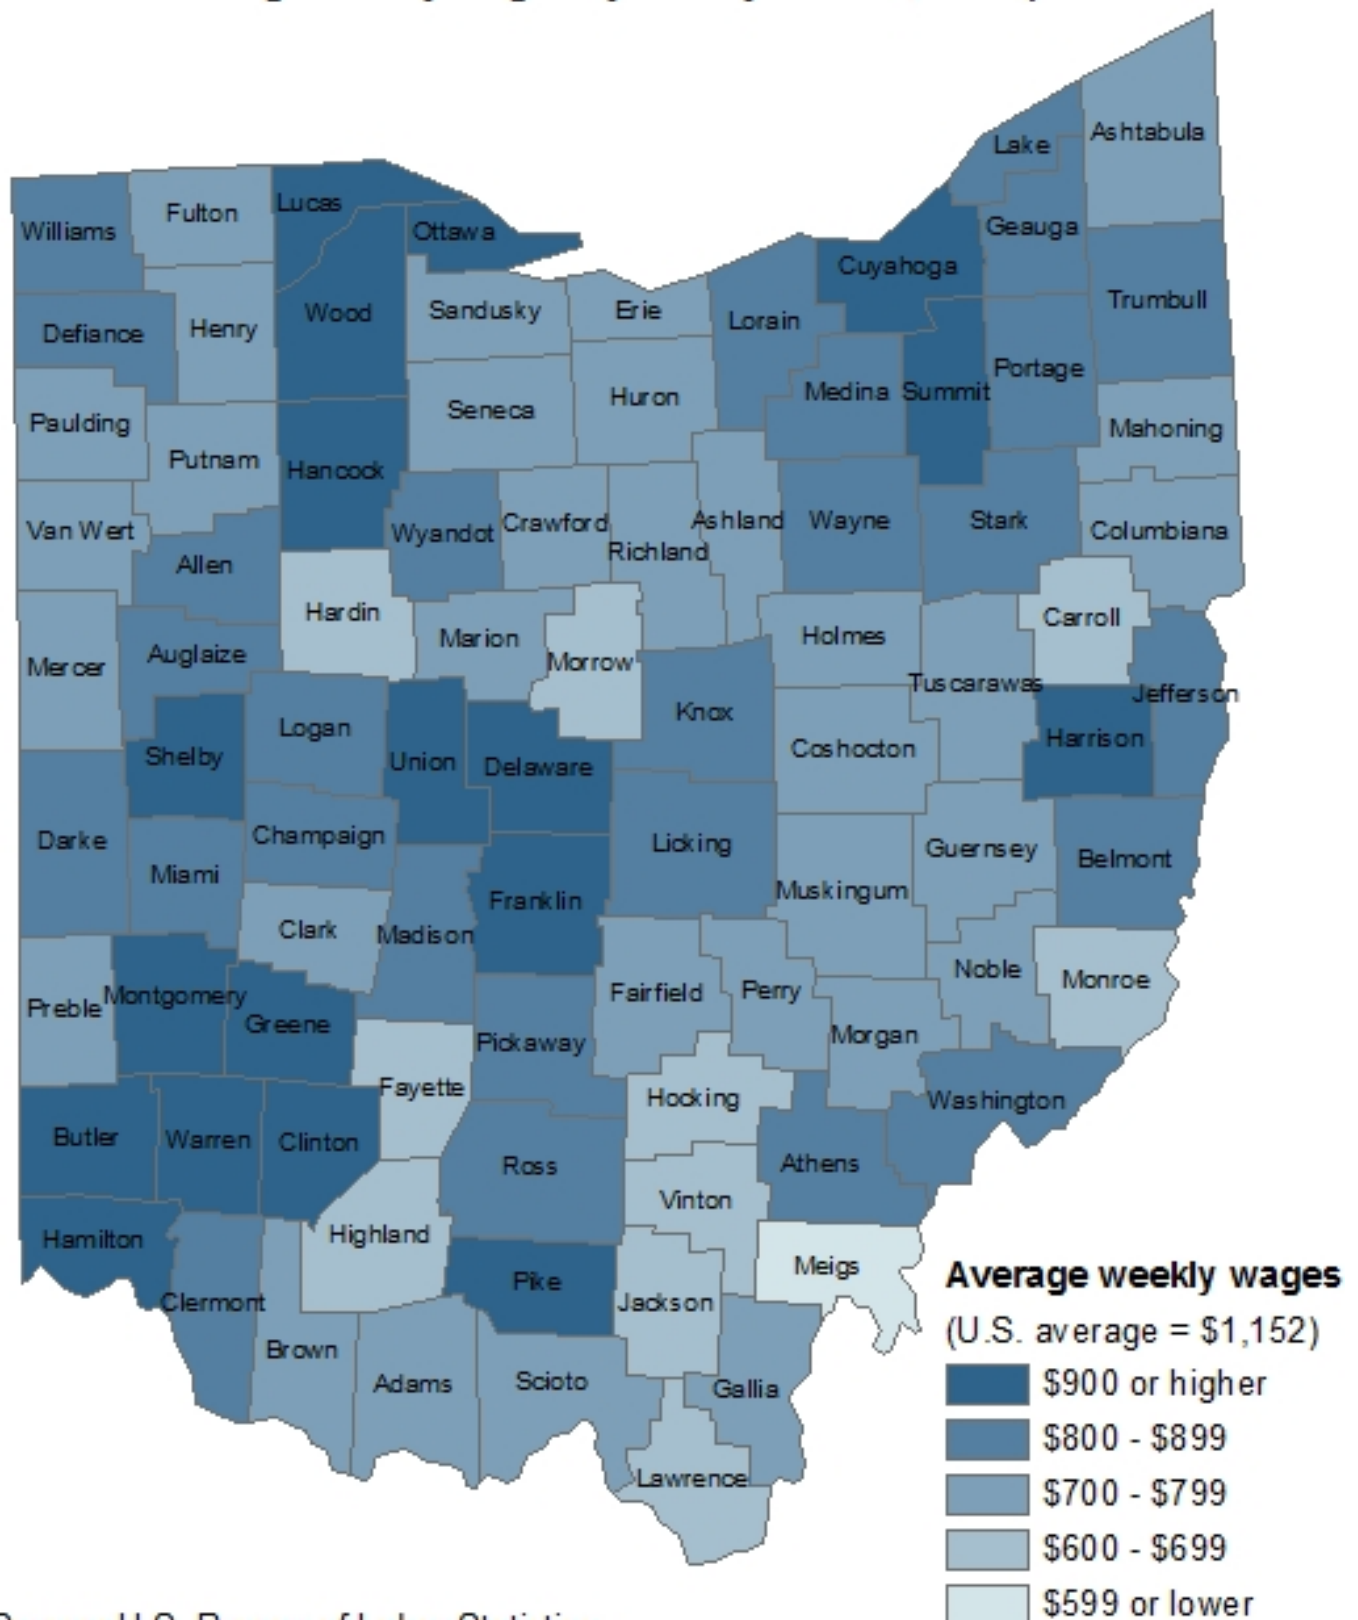 Ashtabula
Lake
Lucas
Fulton
Williams
Ottawa
Geauga
Cuyahoga
Trumbull
Sandusky
Erie
Wood
Lorain
Henry
Defiance
Portage
Medina
Summit
Huron
Seneca
Paulding
Mahoning
Putnam
Hancock
Van Wert
Wyandot
Crawford
Ashland
Wayne
Stark
Columbiana
Richland
Allen
Hardin
Carroll
Marion
Holmes
Auglaize
Morrow
Mercer
Tuscarawas
Jefferson
Knox
Logan
Harrison
Coshocton
Shelby
Union
Delaware
Darke
Champaign
Licking
Guernsey
Belmont
Miami
Muskingum
Franklin
Clark
Madison
Noble
Monroe
Fairfield
Perry
Montgomery
Preble
Greene
Morgan
Pickaway
Fayette
Hocking
Washington
Butler
Warren
Clinton
Ross
Athens
Vinton
Highland
Hamilton
Meigs
Pike
Clermont
Jackson
Brown
Adams
Scioto
Gallia
Lawrence
Average weekly wages
(U.S. average = $1,152)
$900 or higher
$800 - $899
$700 - $799
$600 - $699
$599 or lower